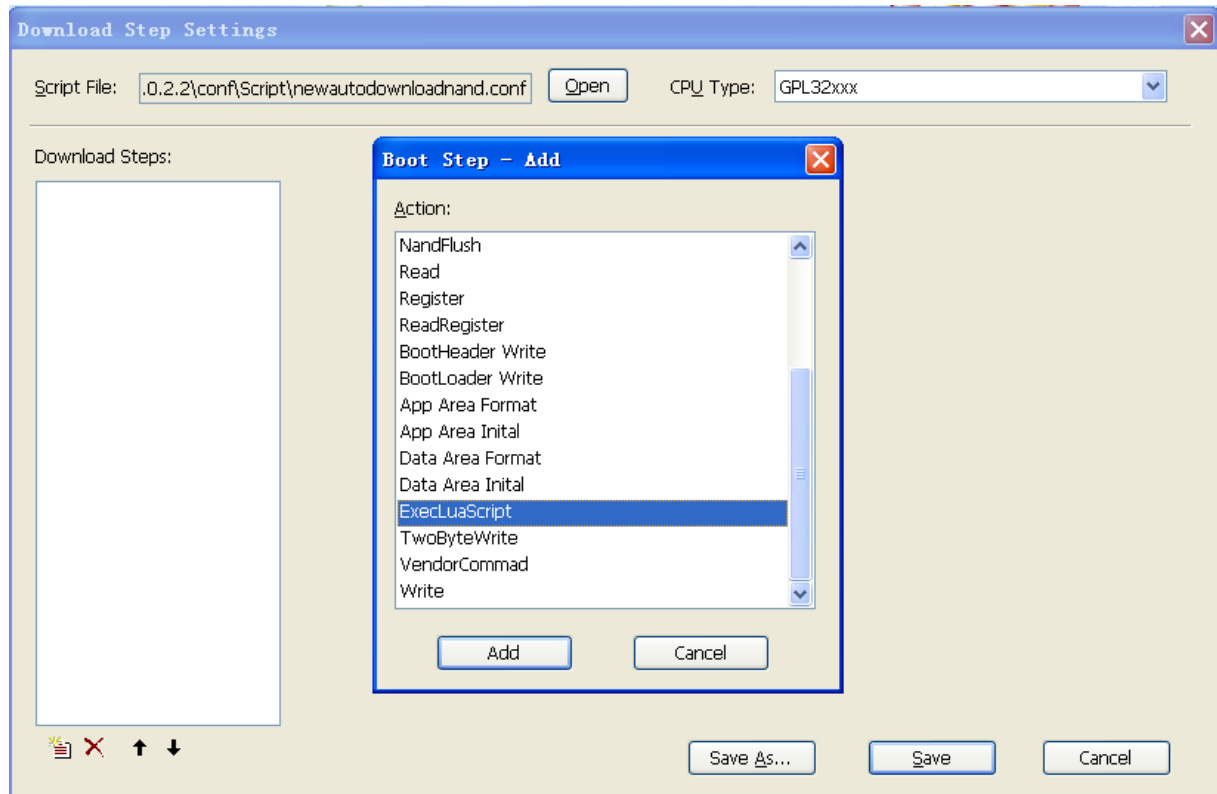 Download Step Settings
Script File: .0.2.2\conf\Script\newautodownloadnand.conf Open CPU Type: GPL32xxx
Download Steps:
Boot Step - Add
Action:
NandFlush
Read
Register
ReadRegister
BootHeader Write
BootLoader Write
App Area Format
App Area Inital
Data Area Format
Data Area Inital
ExecLuaScript
TwoByteWrite
VendorCommad
Write
Add Cancel
Save As... Save Cancel